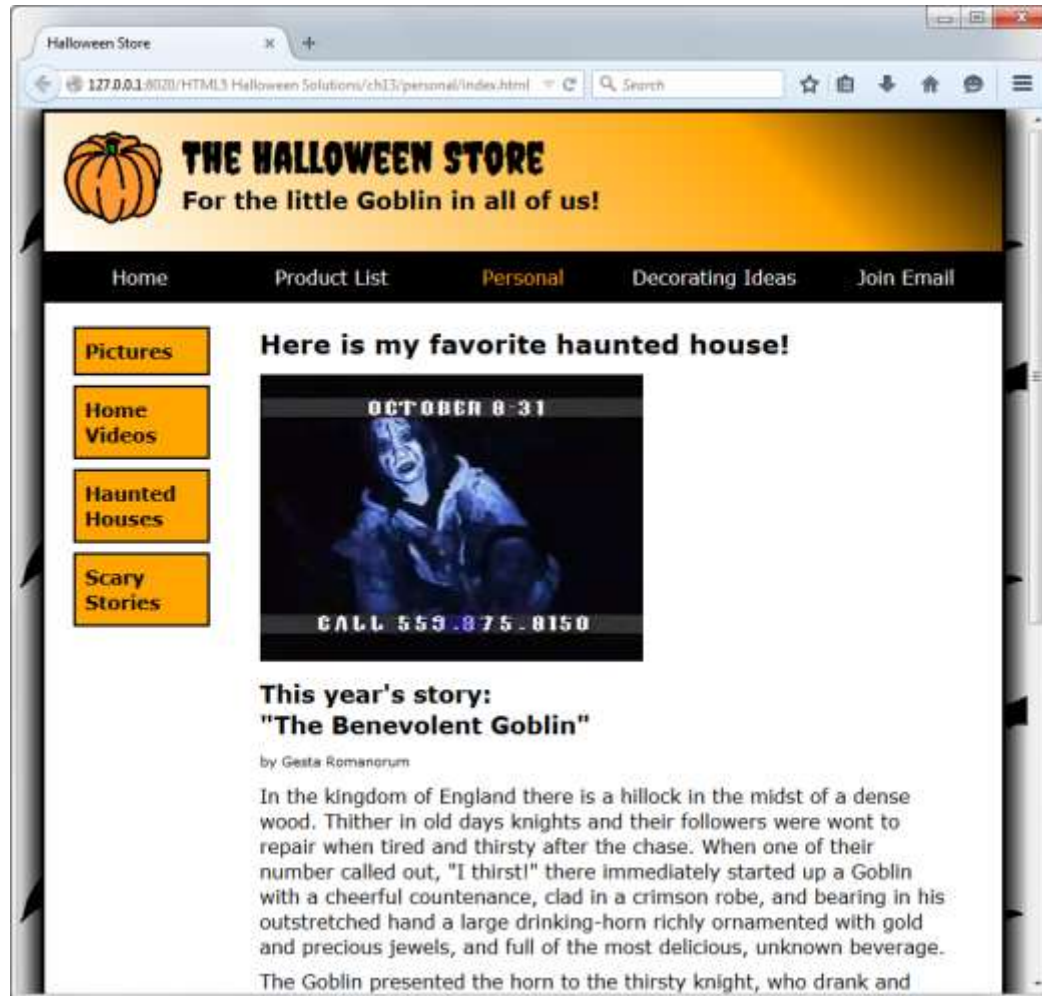 Halloween Store
127.0.0.1:8020/HTML5 Halloween Solutions/ch13/personal/index.html
Search
THE HALLOWEEN STORE
For the little Goblin in all of us!
Home
Product List
Personal
Decorating Ideas
Join Email
Pictures
Home
Videos
Haunted
Houses
Scary
Stories
Here is my favorite haunted house!
OCTOBER 8-31
CALL 559.875.8150
This year's story:
"The Benevolent Goblin"
by Gesta Romanorum
In the kingdom of England there is a hillock in the midst of a dense
wood. Thither in old days knights and their followers were wont to
repair when tired and thirsty after the chase. When one of their
number called out, "I thirst!" there immediately started up a Goblin
with a cheerful countenance, clad in a crimson robe, and bearing in his
outstretched hand a large drinking-horn richly ornamented with gold
and precious jewels, and full of the most delicious, unknown beverage.
The Goblin presented the horn to the thirsty knight, who drank and